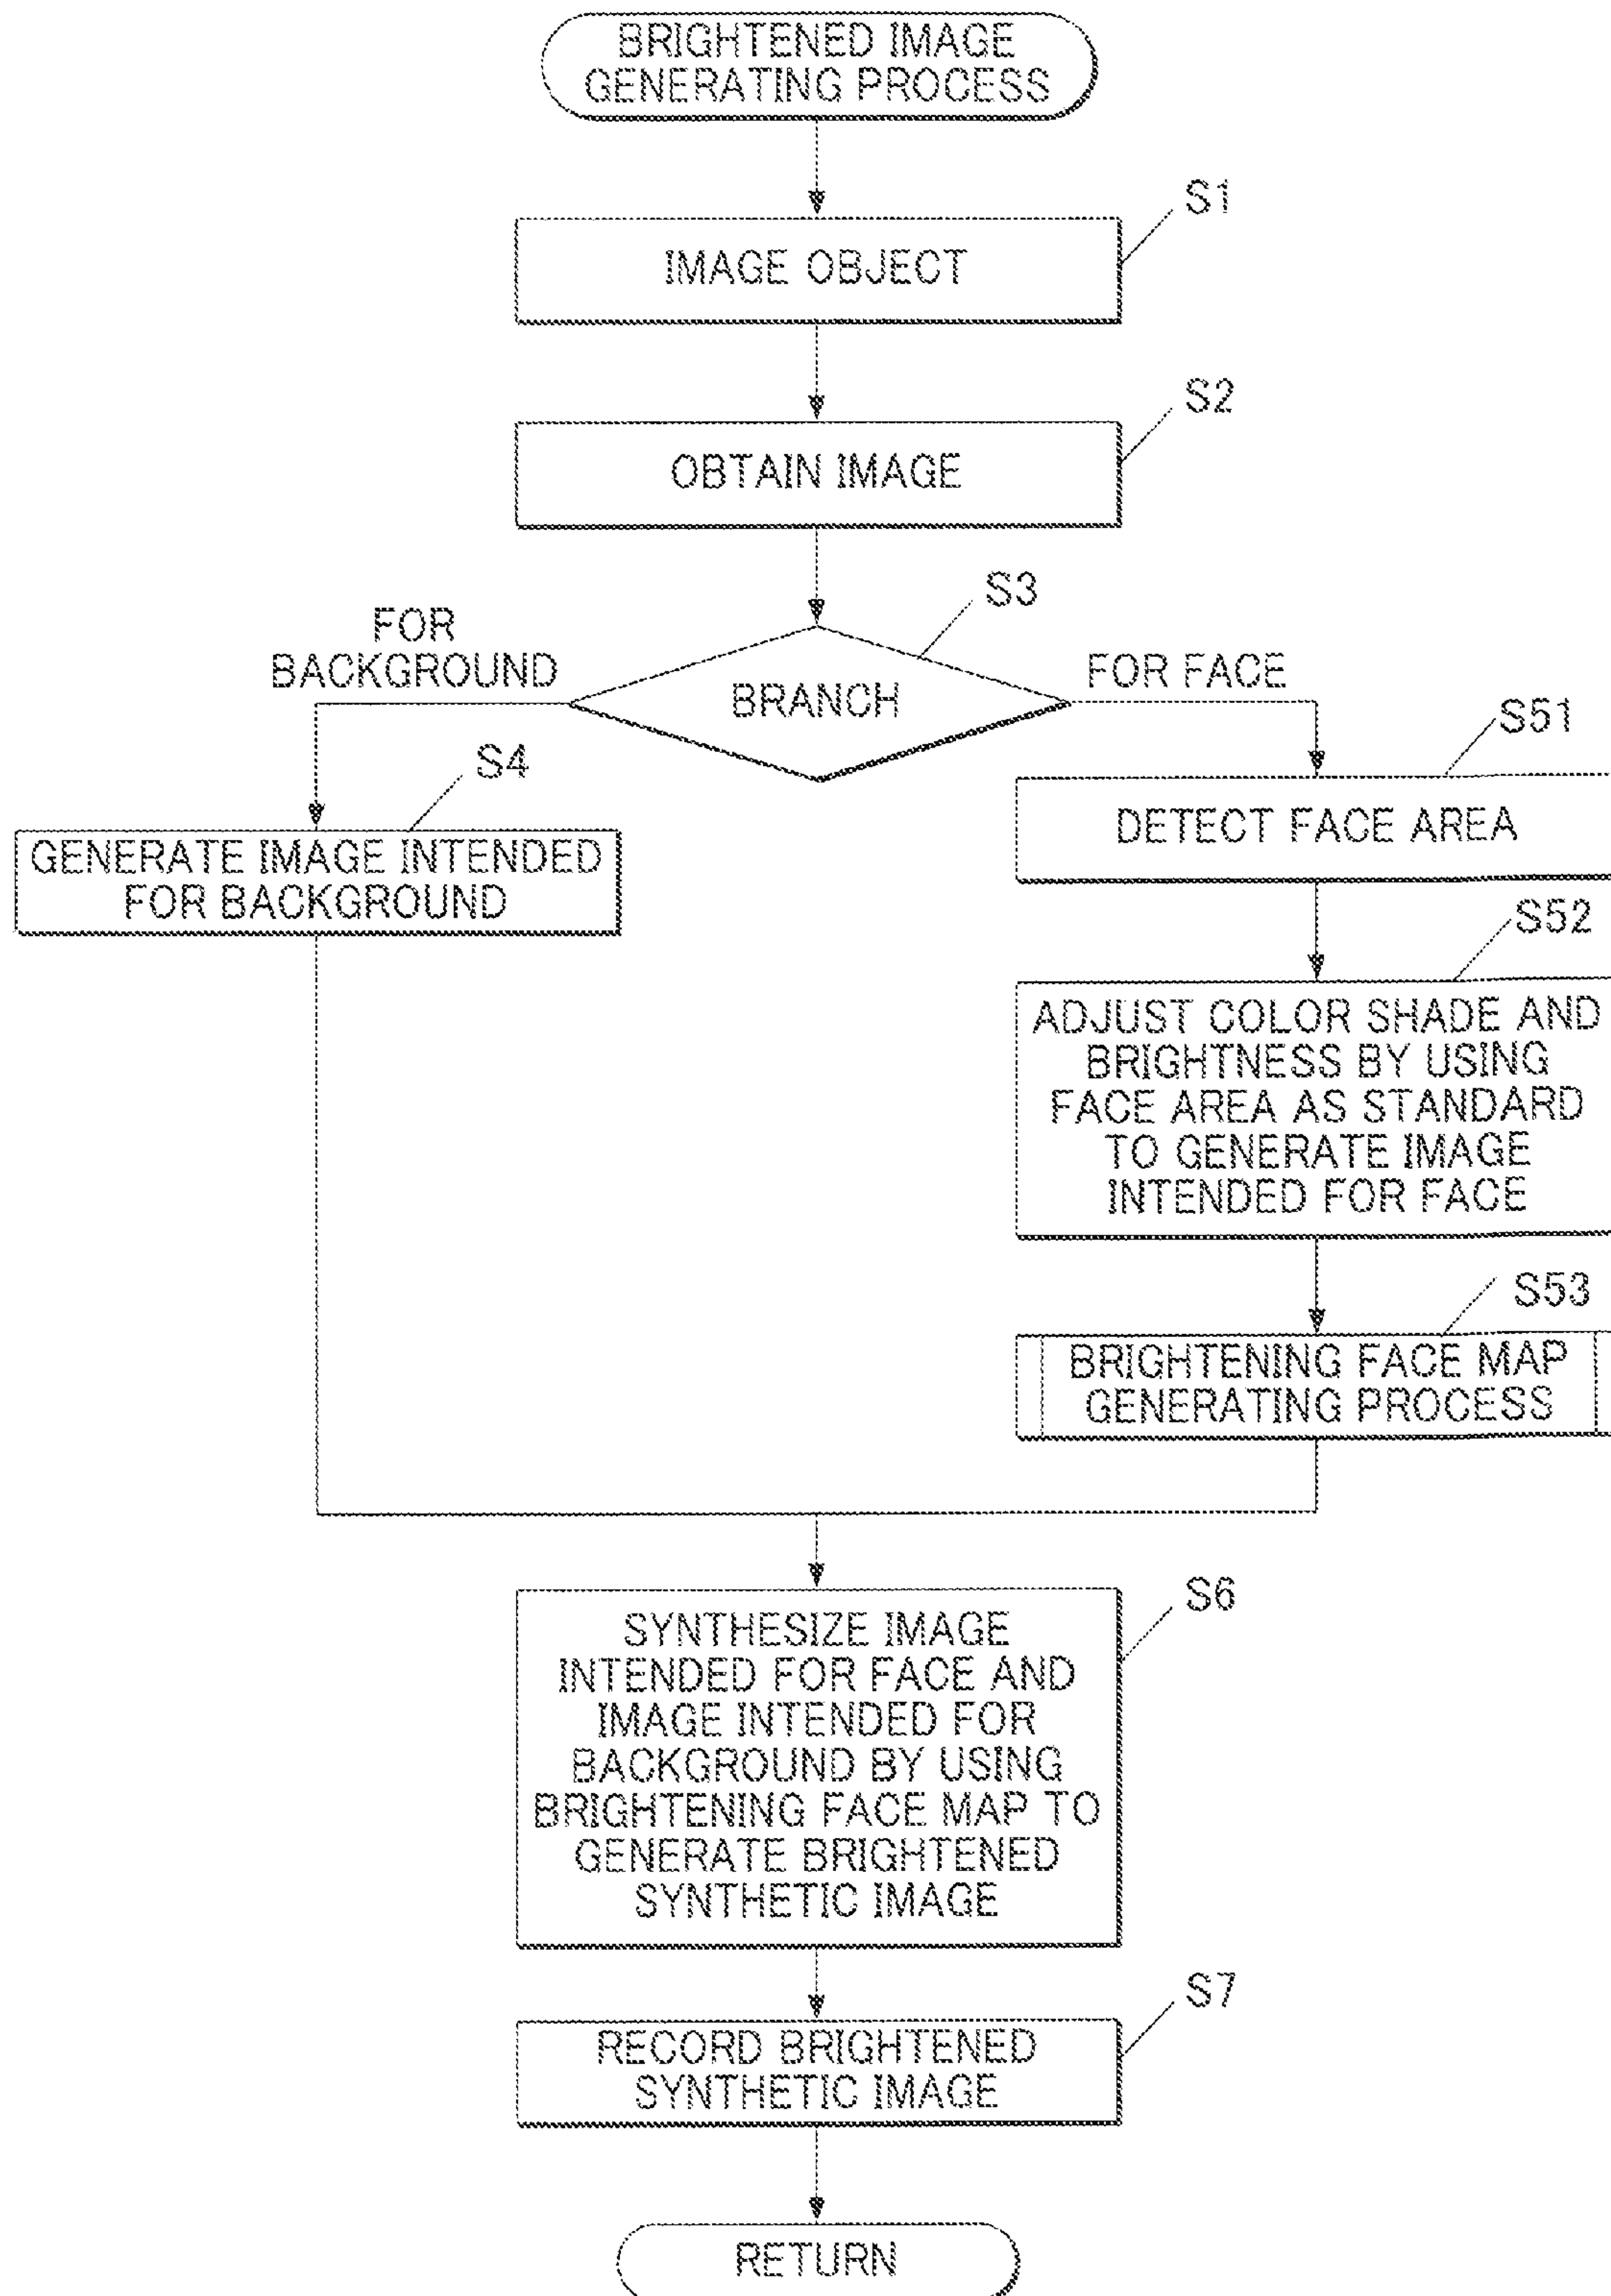 BRIGHTENED IMAGE
GENERATING PROCESS
S1
IMAGE OBJECT
S2
OBTAIN IMAGE
S3
FOR
BACKGROUND
BRANCH
FOR FACE
S4
GENERATE IMAGE INTENDED
FOR BACKGROUND
S51
DETECT FACE AREA
S52
ADJUST COLOR SHADE AND
BRIGHTNESS BY USING
FACE AREA AS STANDARD
TO GENERATE IMAGE
INTENDED FOR FACE
S53
BRIGHTENING FACE MAP
GENERATING PROCESS
S6
SYNTHESIZE IMAGE
INTENDED FOR FACE AND
IMAGE INTENDED FOR
BACKGROUND BY USING
BRIGHTENING FACE MAP TO
GENERATE BRIGHTENED
SYNTHETIC IMAGE
S7
RECORD BRIGHTENED
SYNTHETIC IMAGE
RETURN